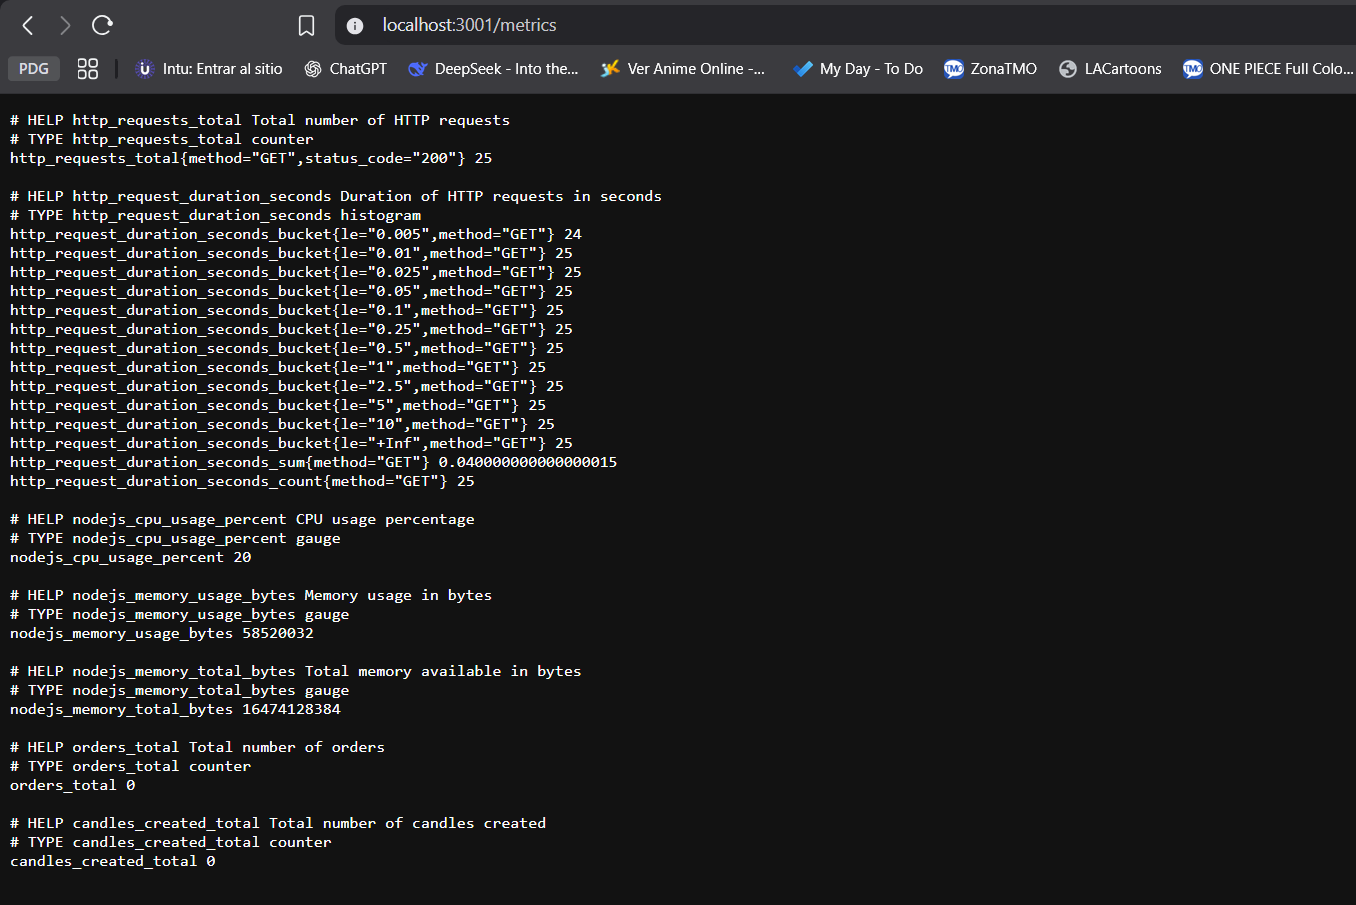 localhost:3001/metrics
PDG Intu: Entrar al sitio ChatGPT DeepSeek - Into the... Ver Anime Online -... My Day - To Do TMO ZonaTMO LACartoons TMO ONE PIECE Full Colo...
# HELP http_requests_total Total number of HTTP requests
# TYPE http_requests_total counter
http_requests_total{method="GET",status_code="200"} 25
# HELP http_request_duration_seconds Duration of HTTP requests in seconds
# TYPE http_request_duration_seconds histogram
http_request_duration_seconds_bucket{le="0.005",method="GET"} 24
http_request_duration_seconds_bucket{le="0.01",method="GET"} 25
http_request_duration_seconds_bucket{le="0.025",method="GET"} 25
http_request_duration_seconds_bucket{le="0.05",method="GET"} 25
http_request_duration_seconds_bucket{le="0.1",method="GET"} 25
http_request_duration_seconds_bucket{le="0.25",method="GET"} 25
http_request_duration_seconds_bucket{le="0.5",method="GET"} 25
http_request_duration_seconds_bucket{le="1",method="GET"} 25
http_request_duration_seconds_bucket{le="2.5",method="GET"} 25
http_request_duration_seconds_bucket{le="5",method="GET"} 25
http_request_duration_seconds_bucket{le="10",method="GET"} 25
http_request_duration_seconds_bucket{le="+Inf",method="GET"} 25
http_request_duration_seconds_sum{method="GET"} 0.040000000000000015
http_request_duration_seconds_count{method="GET"} 25
# HELP nodejs_cpu_usage_percent CPU usage percentage
# TYPE nodejs_cpu_usage_percent gauge
nodejs_cpu_usage_percent 20
# HELP nodejs_memory_usage_bytes Memory usage in bytes
# TYPE nodejs_memory_usage_bytes gauge
nodejs_memory_usage_bytes 58520032
# HELP nodejs_memory_total_bytes Total memory available in bytes
# TYPE nodejs_memory_total_bytes gauge
nodejs_memory_total_bytes 16474128384
# HELP orders_total Total number of orders
# TYPE orders_total counter
orders_total 0
# HELP candles_created_total Total number of candles created
# TYPE candles_created_total counter
candles_created_total 0